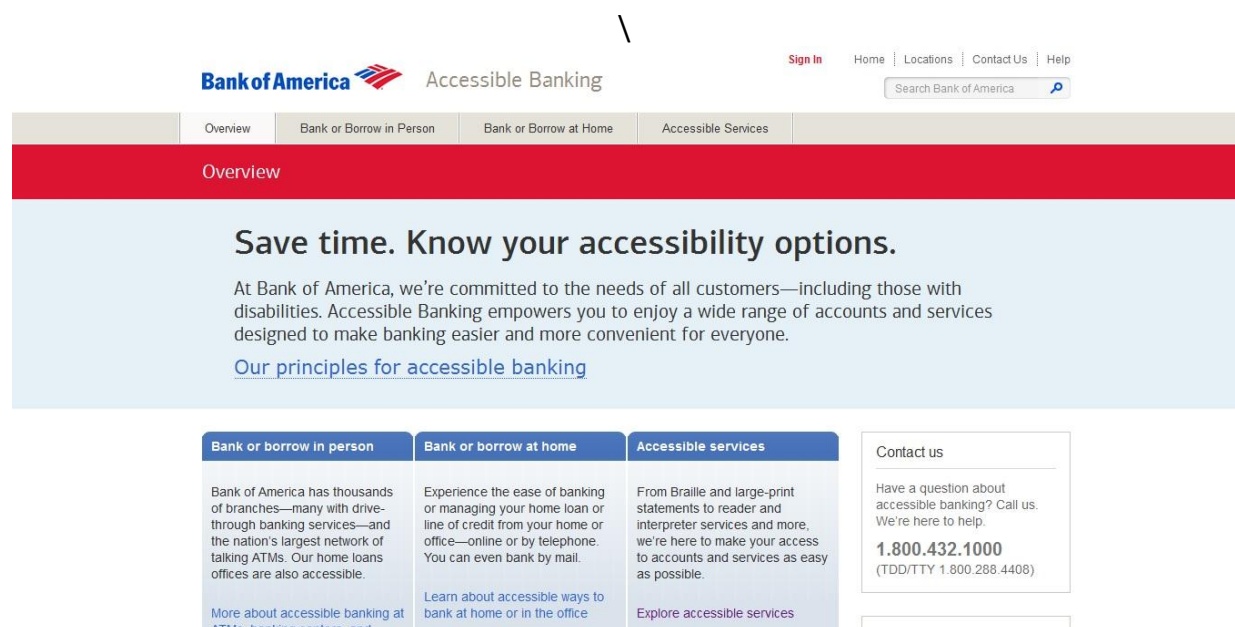 \
Sign In Home Locations Contact Us Help
Bank of America Accessible Banking
Search Bank of America
Overview Bank or Borrow in Person Bank or Borrow at Home Accessible Services
Overview
Save time. Know your accessibility options.
At Bank of America, we're committed to the needs of all customers—including those with
disabilities. Accessible Banking empowers you to enjoy a wide range of accounts and services
designed to make banking easier and more convenient for everyone.
Our principles for accessible banking
Bank or borrow in person
Bank of America has thousands
of branches—many with drive-
through banking services—and
the nation's largest network of
talking ATMs. Our home loans
offices are also accessible.
More about accessible banking at
Bank or borrow at home
Experience the ease of banking
or managing your home loan or
line of credit from your home or
office—online or by telephone.
You can even bank by mail.
Learn about accessible ways to
bank at home or in the office
Accessible services
From Braille and large-print
statements to reader and
interpreter services and more,
we're here to make your access
to accounts and services as easy
as possible.
Explore accessible services
Contact us
Have a question about
accessible banking? Call us.
We're here to help.
1.800.432.1000
(TDD/TTY 1.800.288.4408)